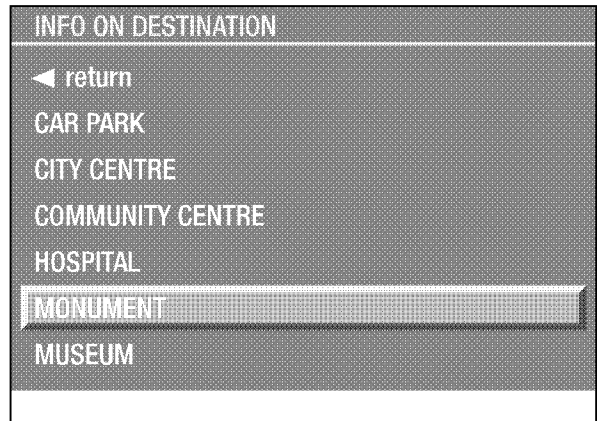 INFO ON DESTINATION
◄ return
CAR PARK
CITY CENTRE
COMMUNITY CENTRE
HOSPITAL
MONUMENT
MUSEUM